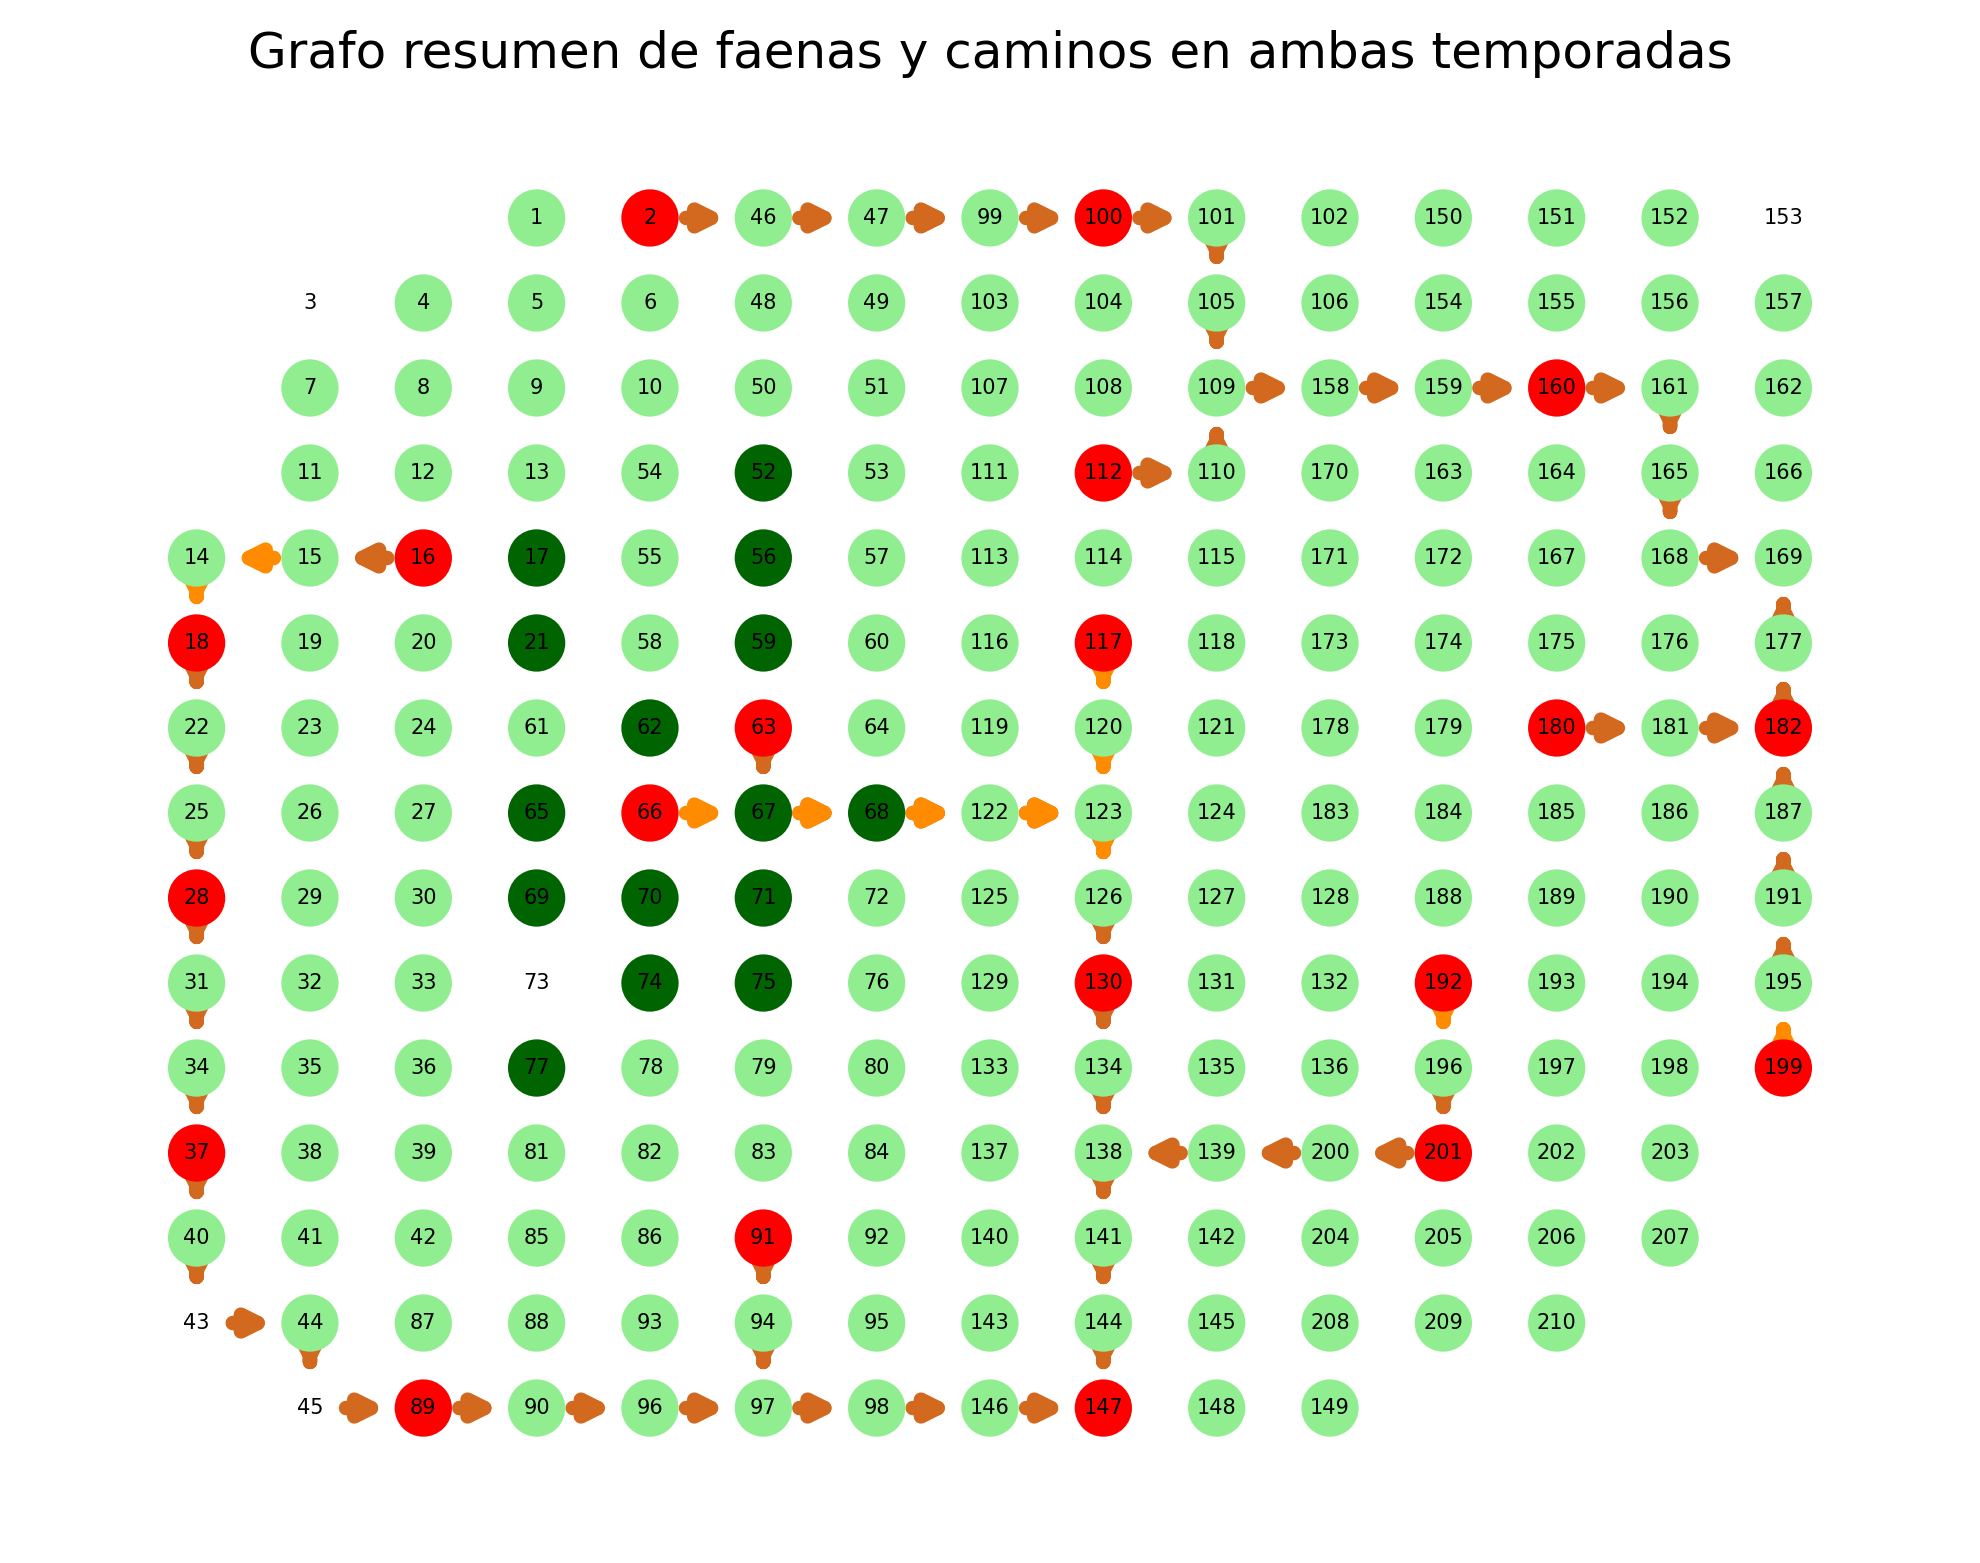 Grafo resumen de faenas y caminos en ambas temporadas
1 2 46 47 99 100 101 102 150 151 152 153
3 4 5 6 48 49 103 104 105 106 154 155 156 157
7 8 9 10 50 51 107 108 109 158 159 160 161 162
11 12 13 54 52 53 111 112 110 170 163 164 165 166
14 15 16 17 55 56 57 113 114 115 171 172 167 168 169
18 19 20 21 58 59 60 116 117 118 173 174 175 176 177
22 23 24 61 62 63 64 119 120 121 178 179 180 181 182
25 26 27 65 66 67 68 122 123 124 183 184 185 186 187
28 29 30 69 70 71 72 125 126 127 128 188 189 190 191
31 32 33 73 74 75 76 129 130 131 132 192 193 194 195
34 35 36 77 78 79 80 133 134 135 136 196 197 198 199
37 38 39 81 82 83 84 137 138 139 200 201 202 203
40 41 42 85 86 91 92 140 141 142 204 205 206 207
43 44 87 88 93 94 95 143 144 145 208 209 210
45 89 90 96 97 98 146 147 148 149